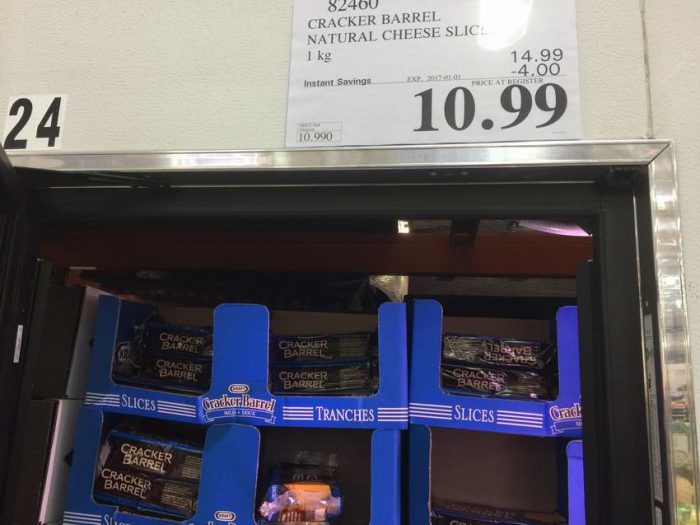 82460
CRACKER BARREL
NATURAL CHEESE
1 kg
14.99
-4.00
Instant Savings
EXP. 2017-01-01
PRICE AT REGISTER
10.99
10.990
24
CRACKER
BARREL
CRACKER
BARREL
CRACKER
BARREL
CRACKER
BARREL
CRACKER
BARREL
CRACKER
BARREL
SLICES
KRAFT
Cracker Barrel
MILD • DOUX
TRANCHES
SLICES
CRACKER
BARREL
CRACKER
BARREL
KRAFT